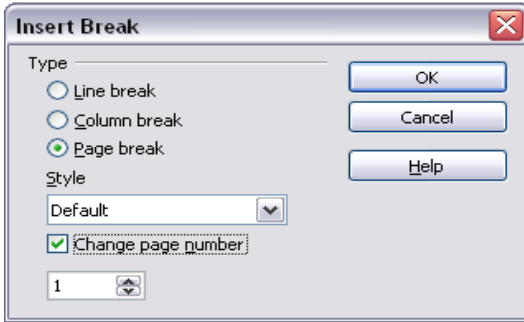 Insert Break
Type
Line break
Column break
Page break
Style
Default
Change page number
1
OK
Cancel
Help